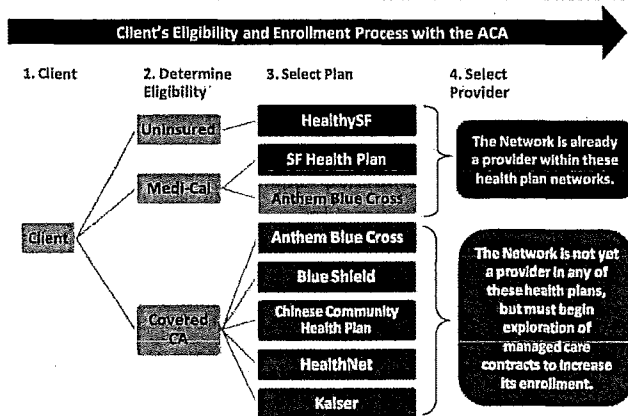 Client's Eligibility and Enrollment Process with the ACA
1. Client
2. Determine
Eligibility
3. Select Plan
4. Select
Provider
Uninsured
HealthySF
Medi-Cal
SF Health Plan
Anthem Blue Cross
The Network is already
a provider within these
health plan networks.
Client
Covered
CA
Anthem Blue Cross
Blue Shield
Chinese Community
Health Plan
HealthNet
Kaiser
The Network is not yet
a provider in any of
these health plans,
but must begin
exploration of
managed care
contracts to increase
its enrollment.